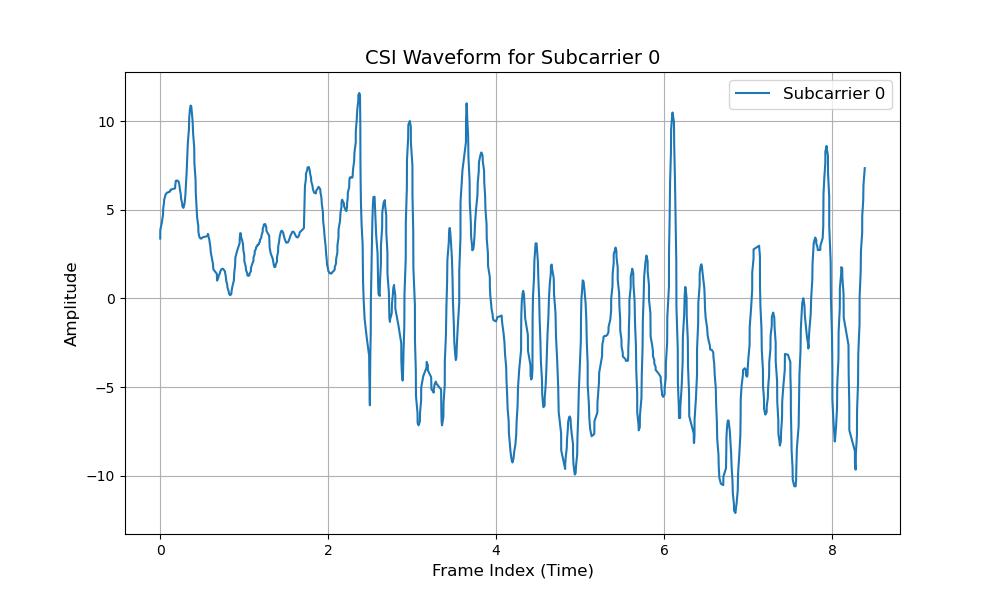 CSI Waveform for Subcarrier 0
Subcarrier 0
Amplitude
10
5
0
−5
−10
0 2 4 6 8
Frame Index (Time)